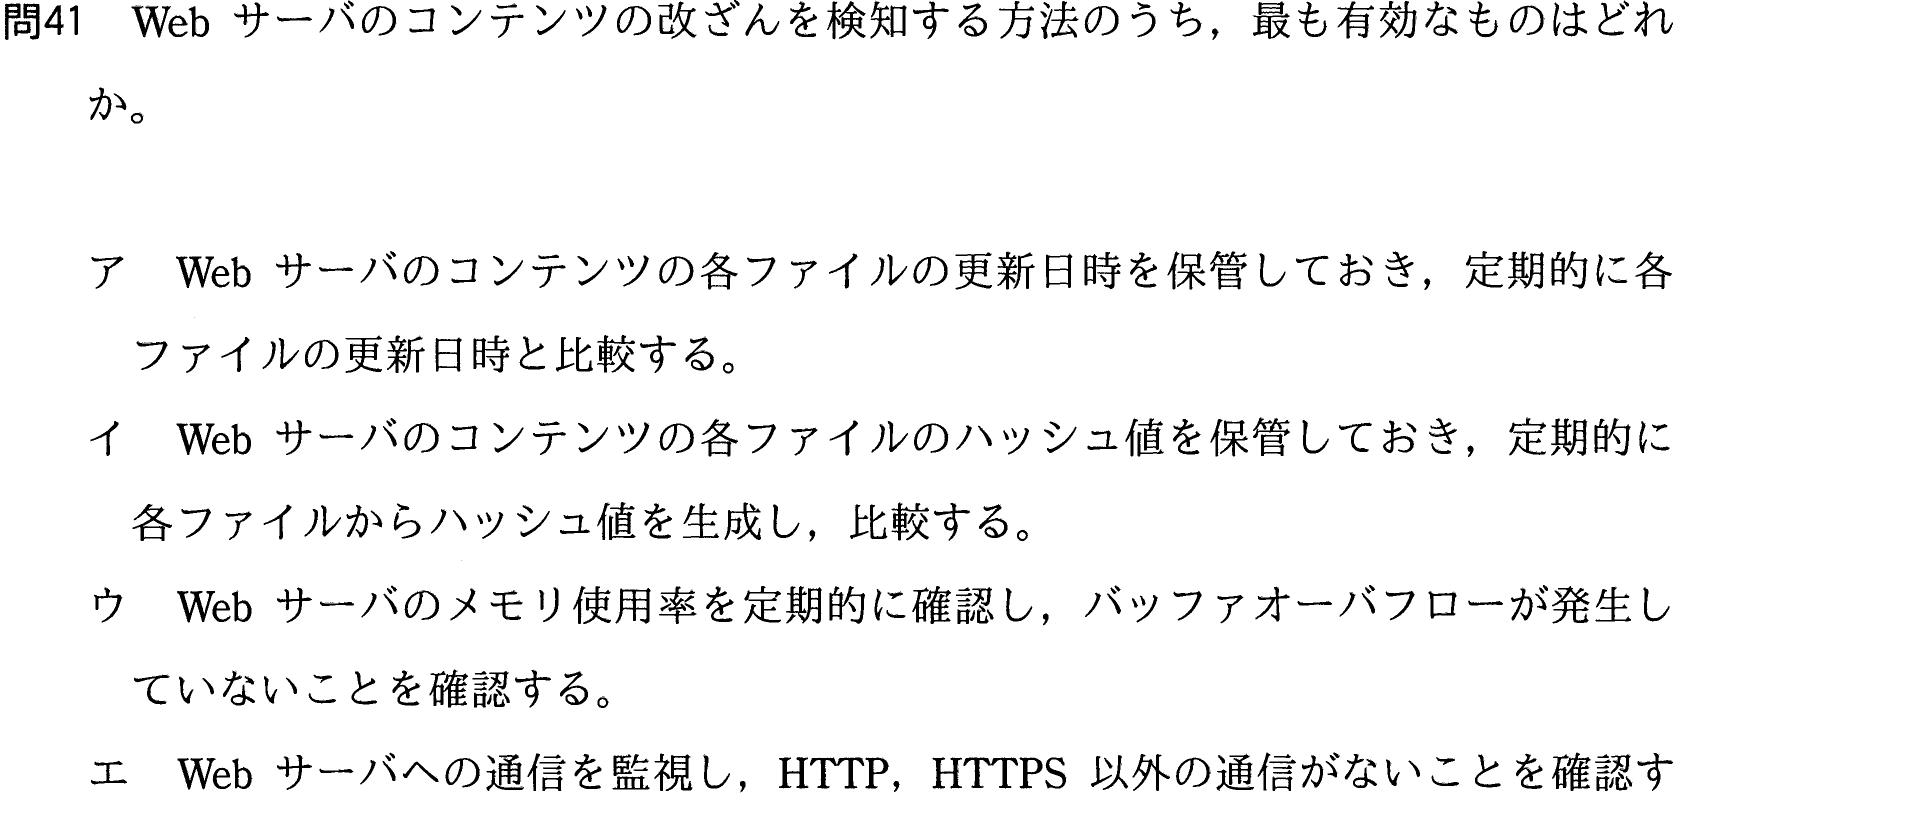 問41 Web サーバのコンテンツの改ざんを検知する方法のうち，最も有効なものはどれ
か。
ア Web サーバのコンテンツの各ファイルの更新日時を保管しておき，定期的に各
ファイルの更新日時と比較する。
イ Web サーバのコンテンツの各ファイルのハッシュ値を保管しておき，定期的に
各ファイルからハッシュ値を生成し，比較する。
ウ Web サーバのメモリ使用率を定期的に確認し，バッファオーバフローが発生し
ていないことを確認する。
エ Web サーバへの通信を監視し，HTTP，HTTPS 以外の通信がないことを確認す